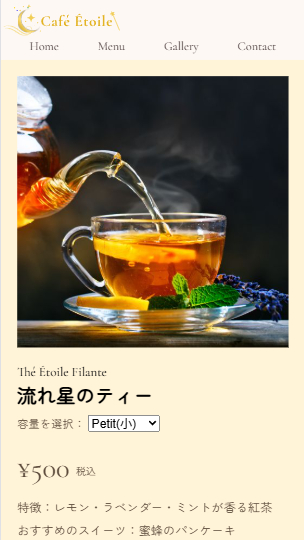 Café Étoile
Home Menu Gallery Contact
Thé Étoile Filante
流れ星のティー
容量を選択： Petit(小)
¥500 税込
特徴：レモン・ラベンダー・ミントが香る紅茶
おすすめのスイーツ：蜜蜂のパンケーキ